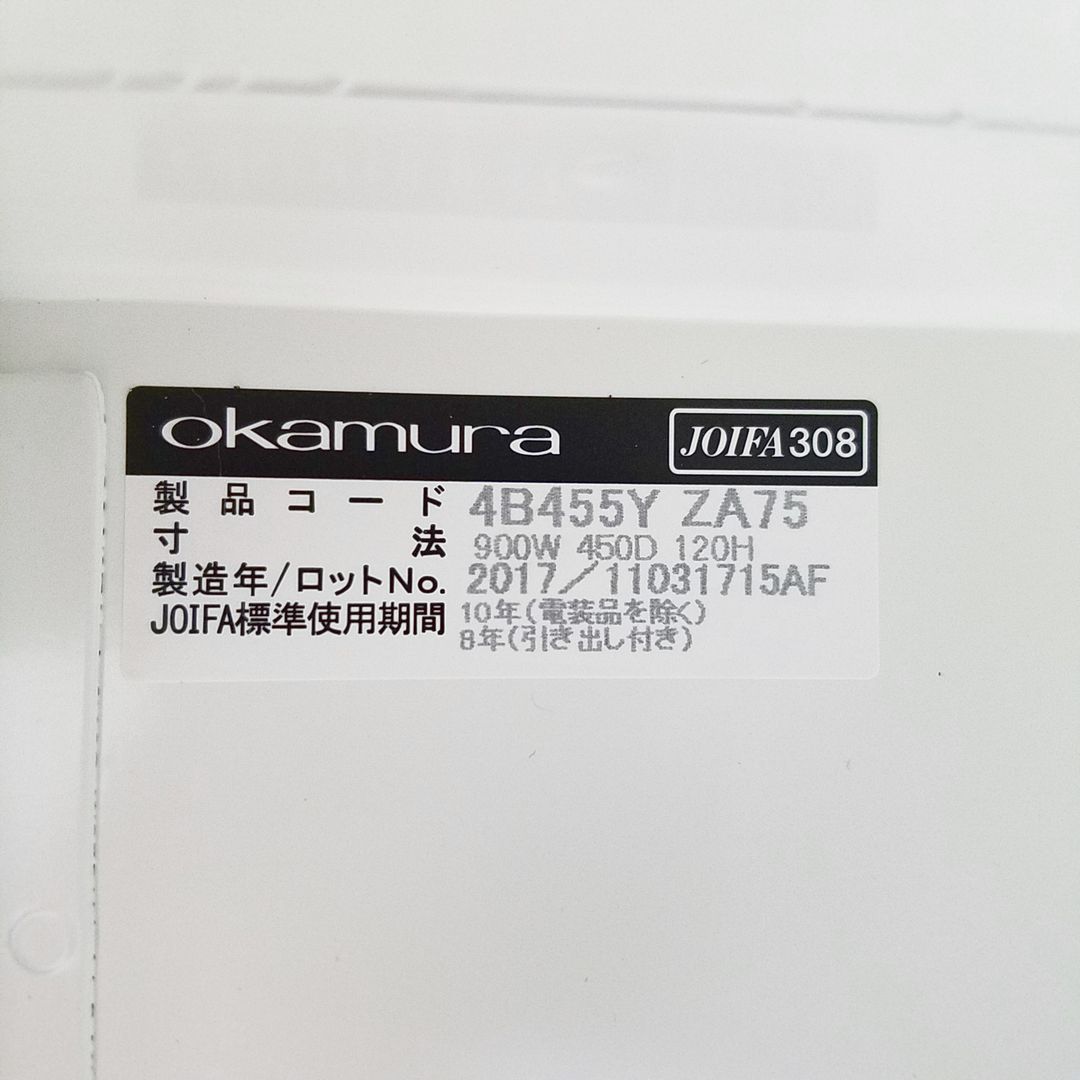 okamura JOIFA308
製品コード 4B455Y ZA75
寸法 900W 450D 120H
製造年/ロットNo. 2017/11031715AF
JOIFA標準使用期間 10年(電装品を除く)
8年(引き出し付き)